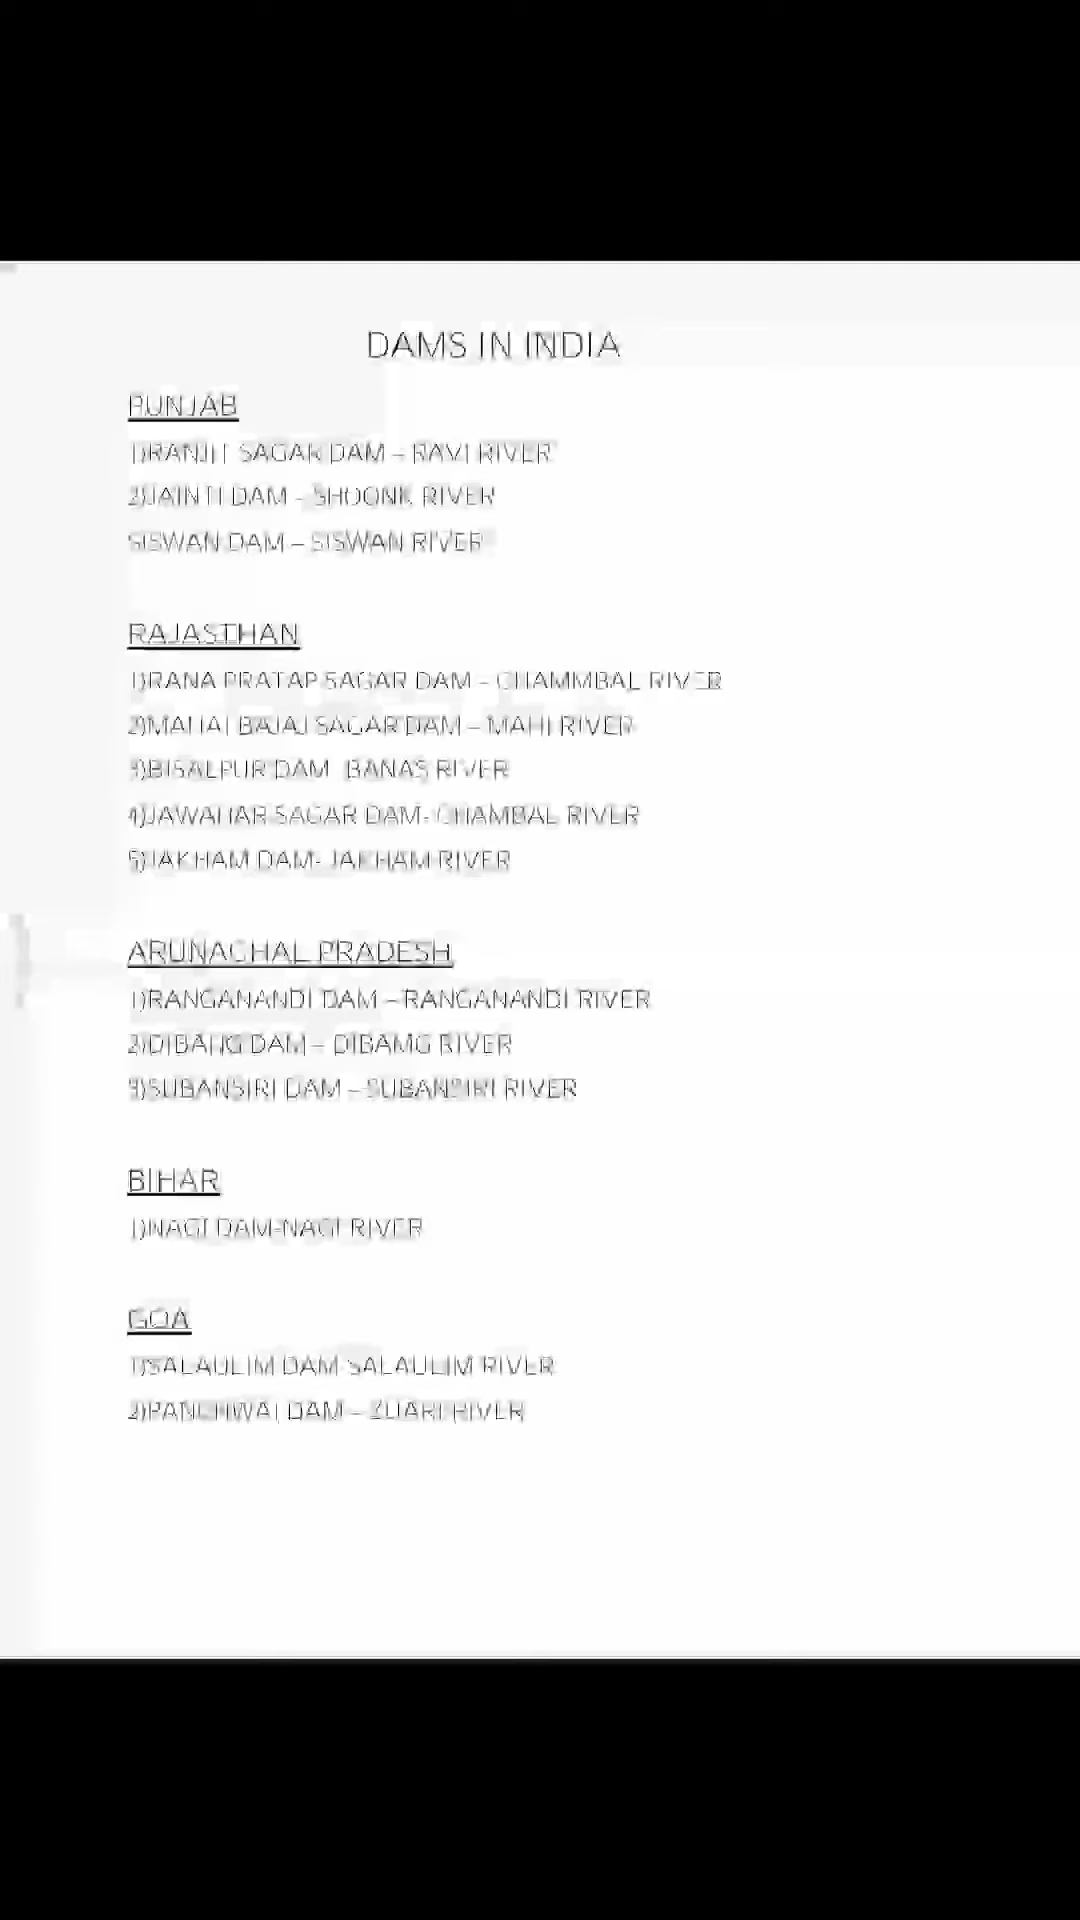 DAMS IN INDIA
PUNJAB
1)RANJIT SAGAR DAM – RAVI RIVER
2)JAINTI DAM – SHOONK RIVER
SISWAN DAM – SISWAN RIVER
RAJASTHAN
1)RANA PRATAP SAGAR DAM – CHAMMBAL RIVER
2)MAHAI BAJAJ SAGAR DAM – MAHI RIVER
3)BISALPUR DAM- BANAS RIVER
4)JAWAHAR SAGAR DAM- CHAMBAL RIVER
5)JAKHAM DAM- JAKHAM RIVER
ARUNACHAL PRADESH
1)RANGANANDI DAM – RANGANANDI RIVER
2)DIBANG DAM – DIBAMG RIVER
3)SUBANSIRI DAM – SUBANSIRI RIVER
BIHAR
1)NAGI DAM-NAGI RIVER
GOA
1)SALAULIM DAM-SALAULIM RIVER
2)PANCHWAI DAM – ZUARI RIVER